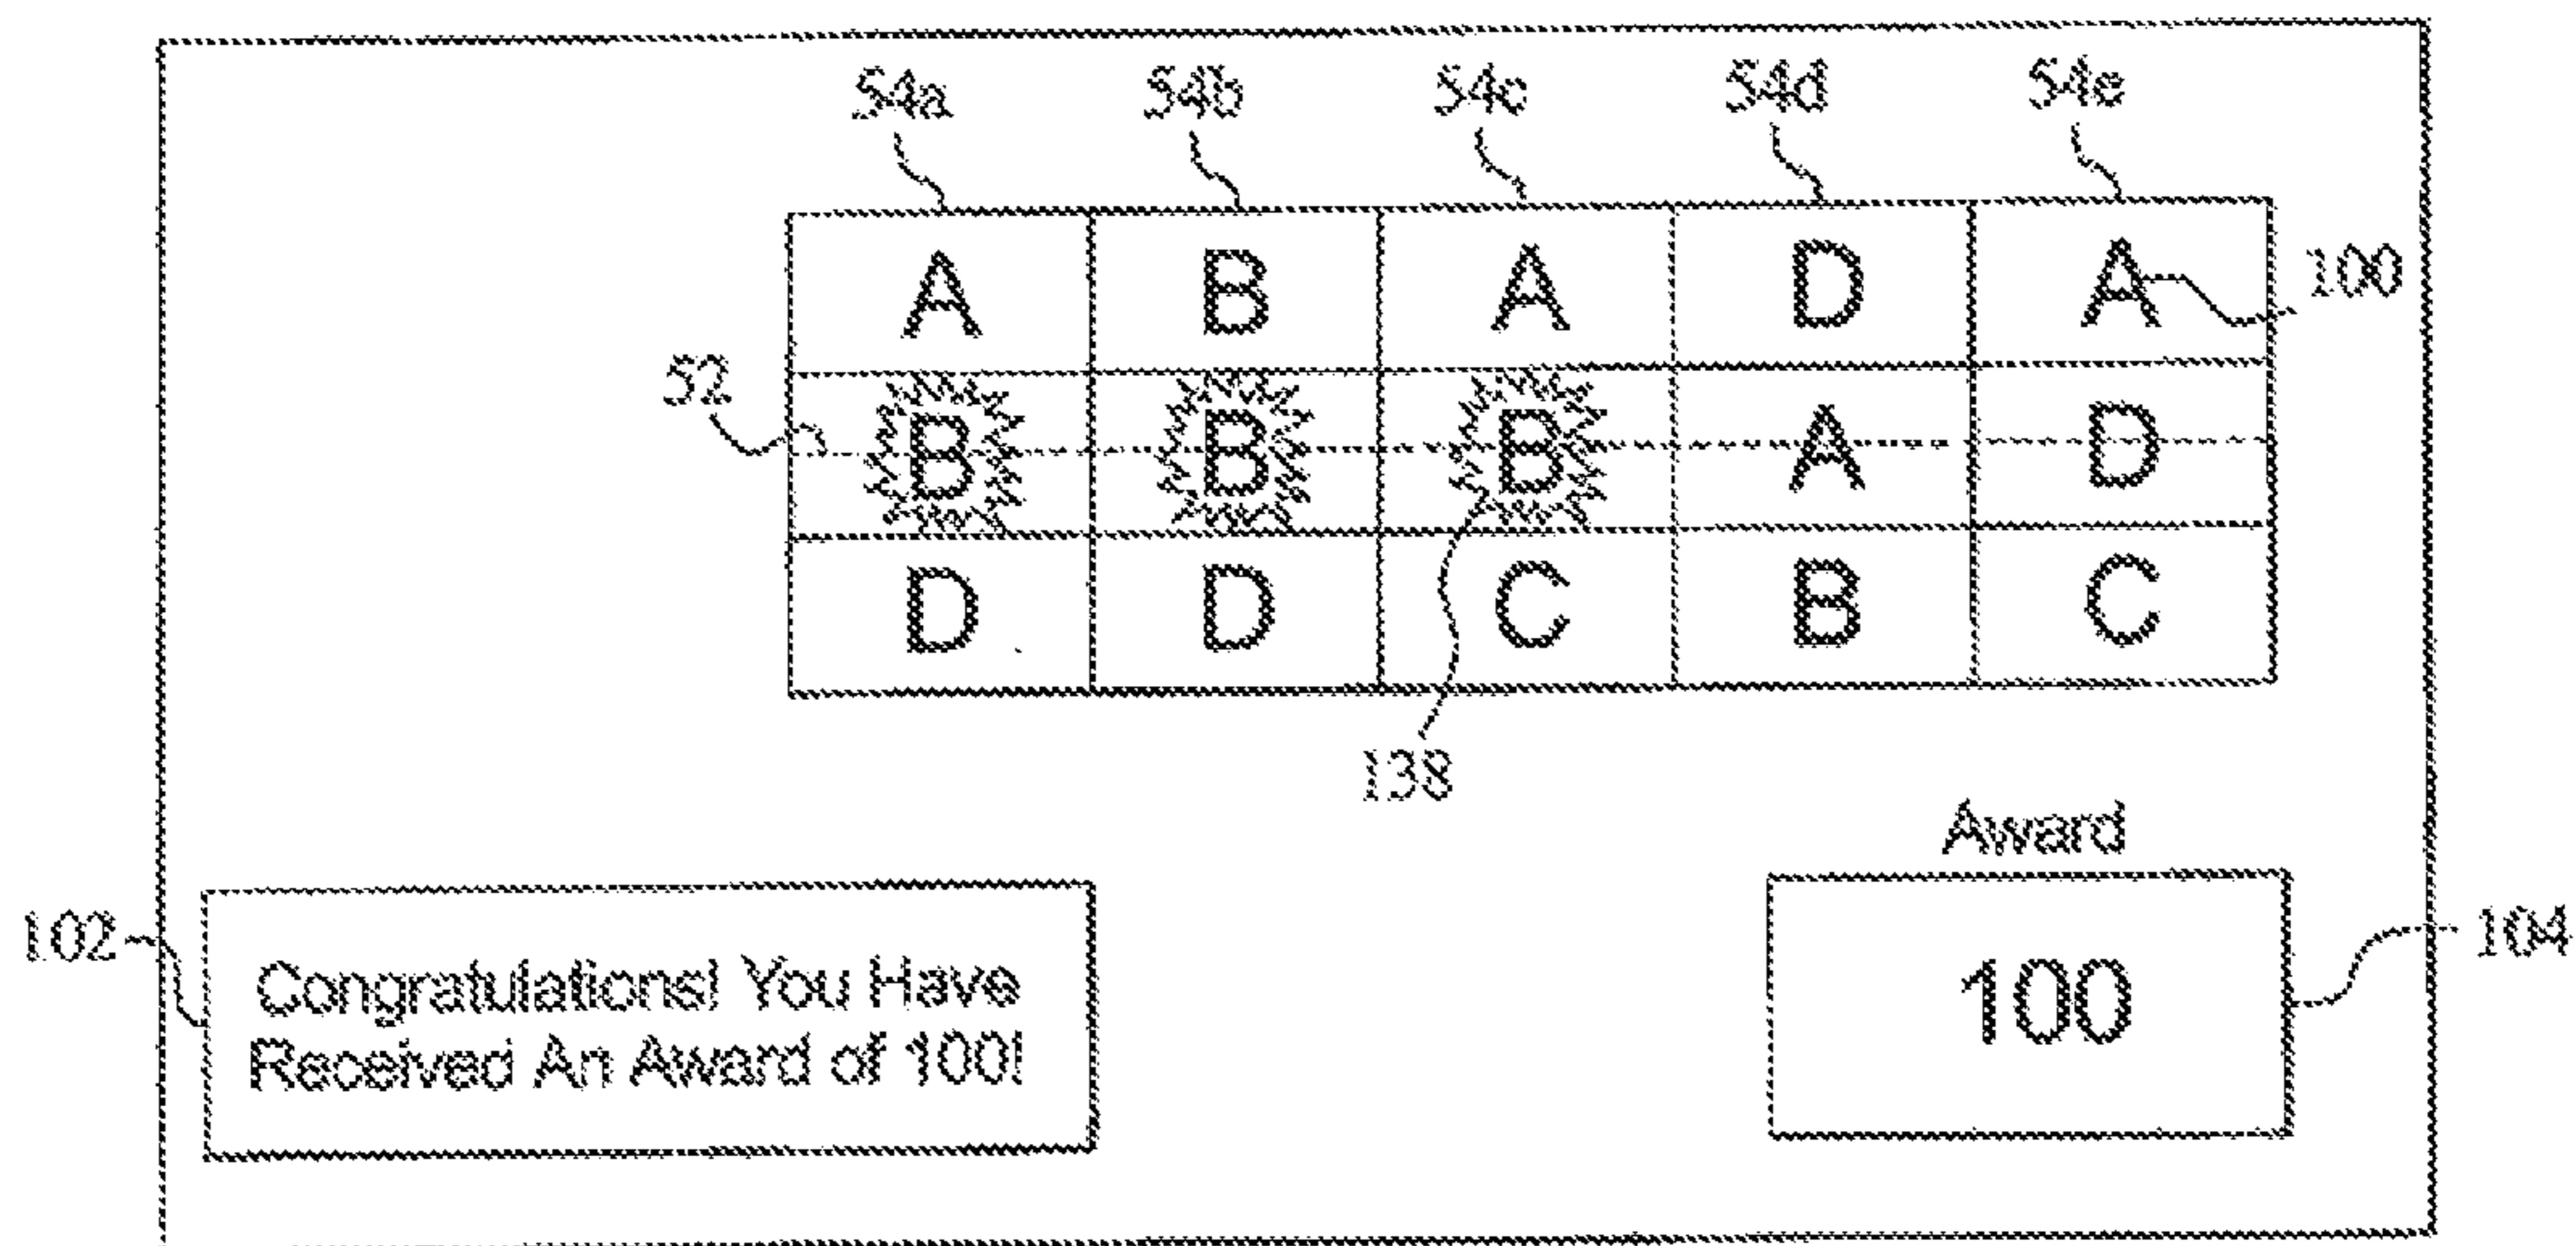 54a 54b 54c 54d 54e
A B A D A 100
52
B B B A D
D D C B C
138
Award
102
Congratulations! You Have
Received An Award of 100!
100
104